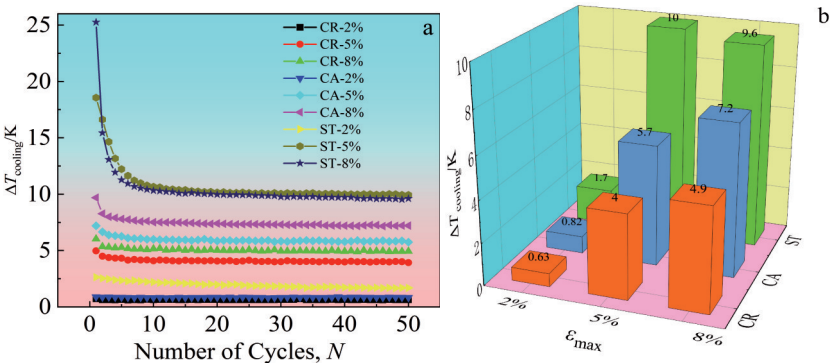 a
25
20
15
10
5
0
ΔTcooling/K
CR-2%
CR-5%
CR-8%
CA-2%
CA-5%
CA-8%
ST-2%
ST-5%
ST-8%
0 10 20 30 40 50
Number of Cycles, N
b
10
8
6
4
2
0
ΔTcooling/K
10
9.6
7.2
5.7
4.9
4
1.7
0.82
0.63
2%
5%
8%
εmax
CR
CA
ST